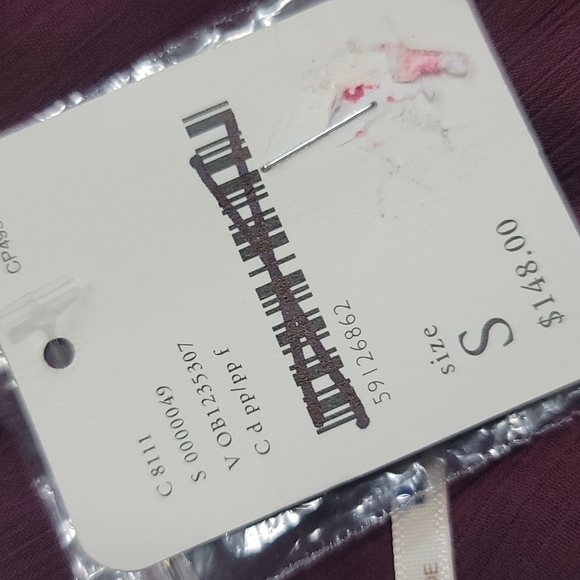 C 8111
S 0000049
V OB1235307
C d pp/pp f
59126862
size
S
$148.00